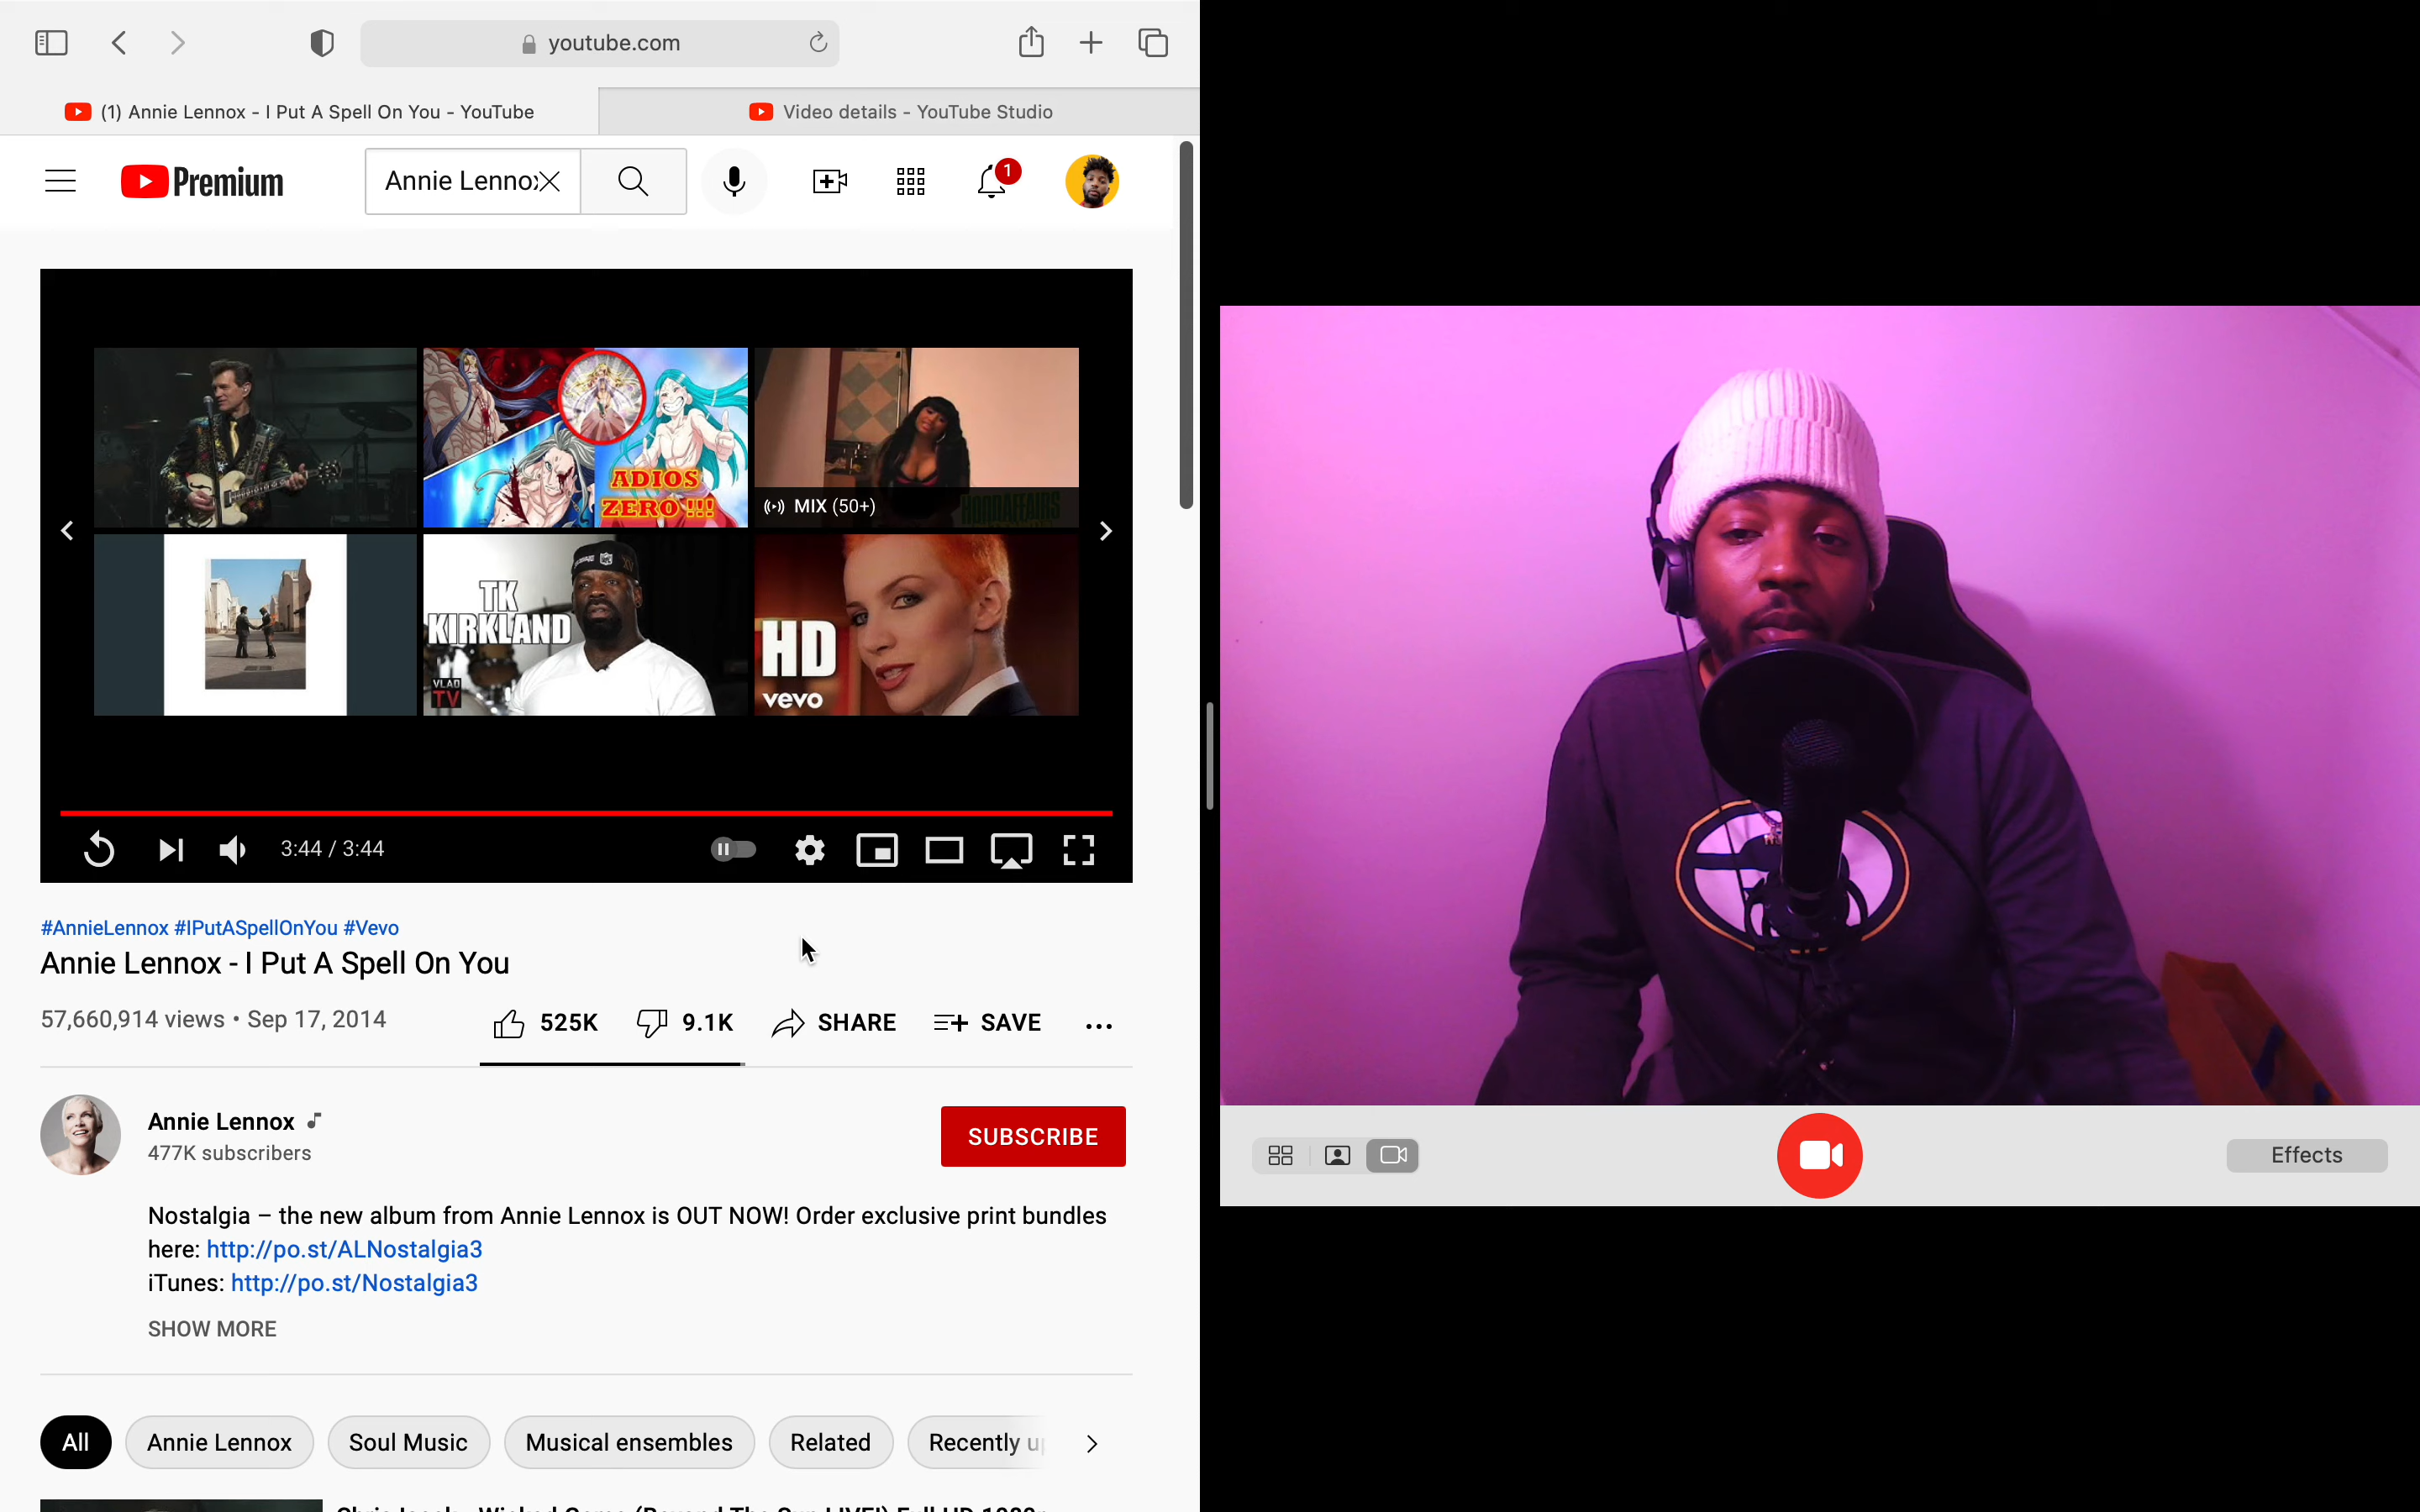 youtube.com
(1) Annie Lennox - I Put A Spell On You - YouTube
Video details - YouTube Studio
Premium
Annie Lenno
1
ADIOS
ZERO !!!
MIX (50+)
HOODAFFAIRS
TK
KIRKLAND
VLAD
TV
HD
vevo
3:44 / 3:44
#AnnieLennox #IPutASpellOnYou #Vevo
Annie Lennox - I Put A Spell On You
57,660,914 views • Sep 17, 2014
525K
9.1K
SHARE
SAVE
Annie Lennox
477K subscribers
SUBSCRIBE
Nostalgia – the new album from Annie Lennox is OUT NOW! Order exclusive print bundles
here: http://po.st/ALNostalgia3
iTunes: http://po.st/Nostalgia3
SHOW MORE
All
Annie Lennox
Soul Music
Musical ensembles
Related
Recently
Effects